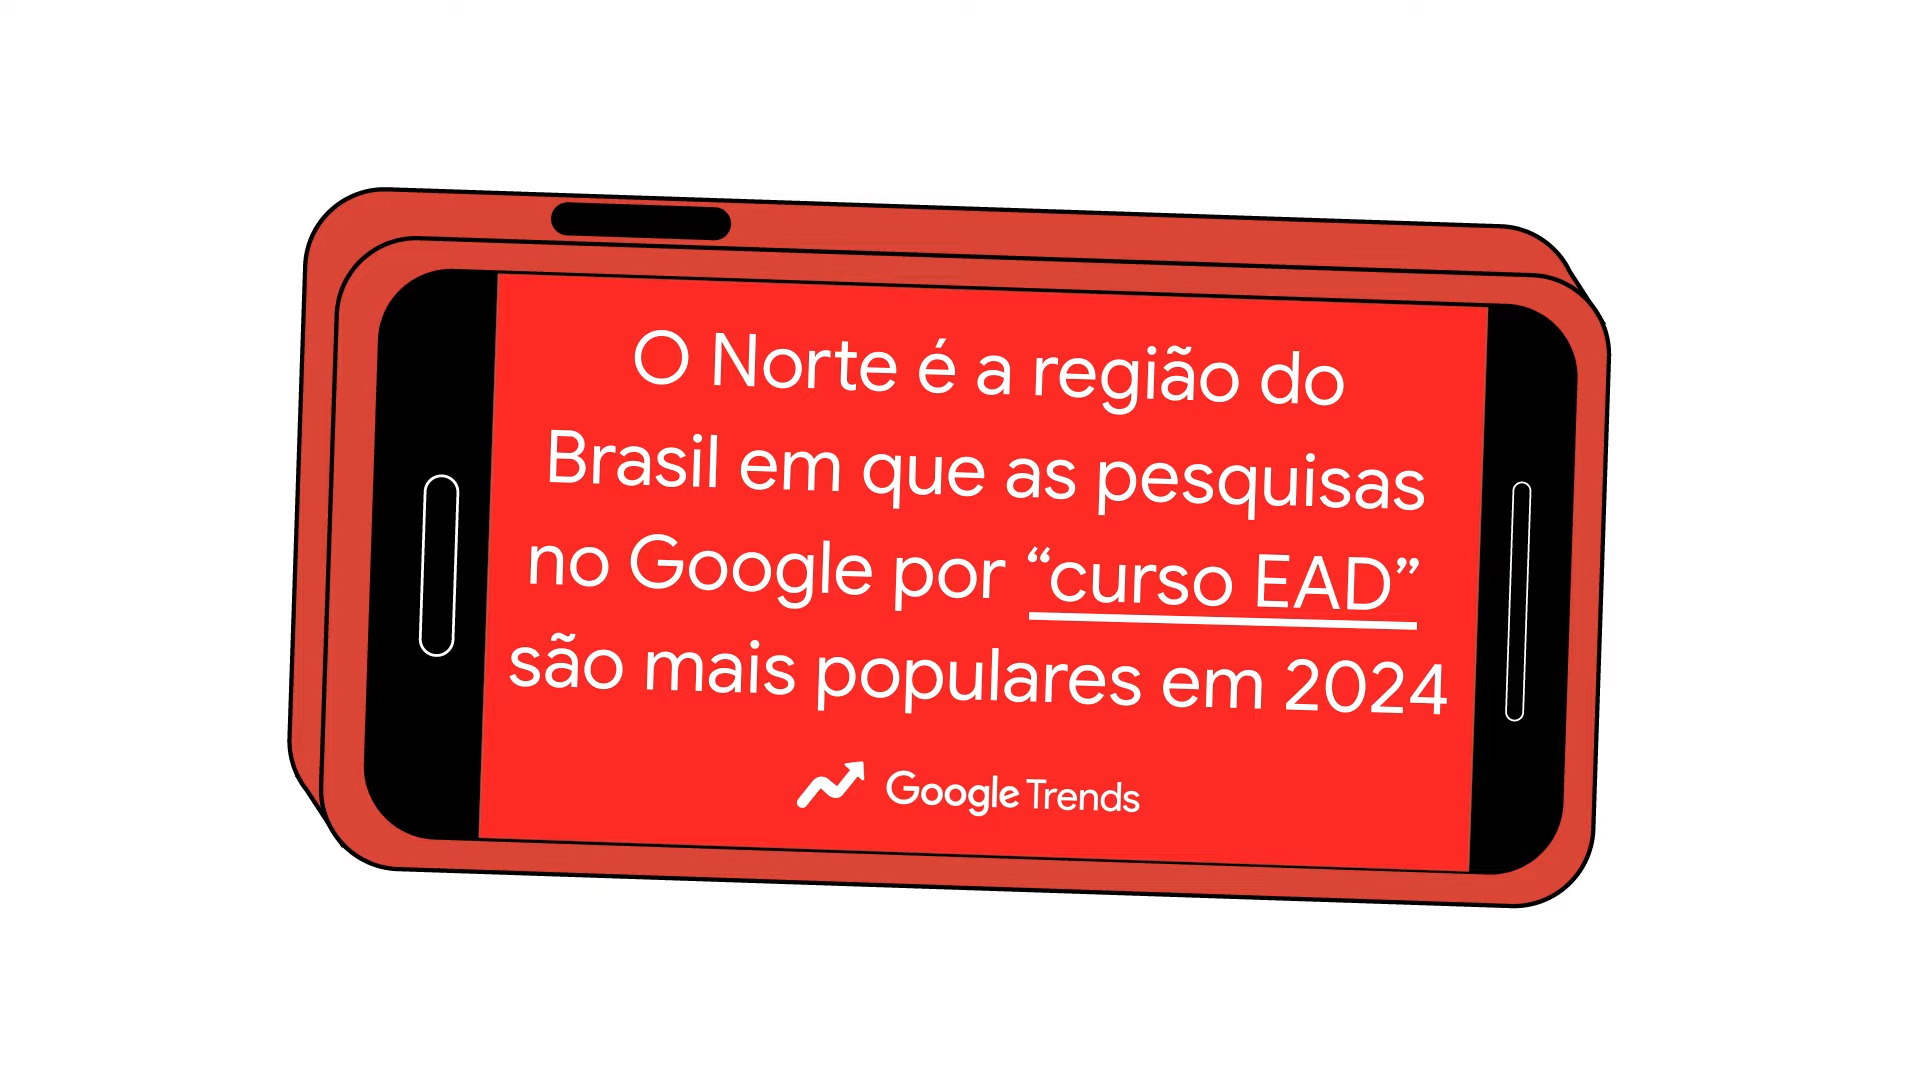 O Norte é a região do
Brasil em que as pesquisas
no Google por “curso EAD”
são mais populares em 2024
Google Trends